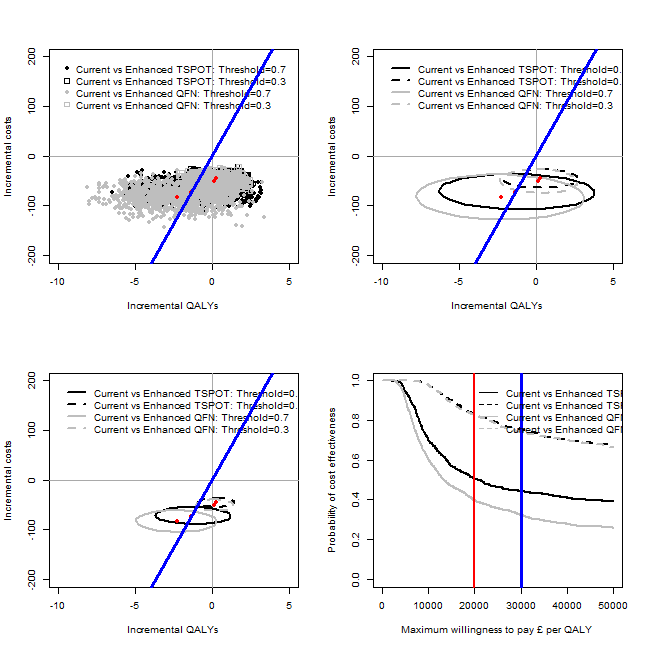 200
100
0
-100
-200
Incremental costs
Current vs Enhanced TSPOT: Threshold=0.7
Current vs Enhanced TSPOT: Threshold=0.3
Current vs Enhanced QFN: Threshold=0.7
Current vs Enhanced QFN: Threshold=0.3
-10 -5 0 5
Incremental QALYs
200
100
0
-100
-200
Incremental costs
Current vs Enhanced TSPOT: Threshold=0.
Current vs Enhanced TSPOT: Threshold=0.
Current vs Enhanced QFN: Threshold=0.7
Current vs Enhanced QFN: Threshold=0.3
-10 -5 0 5
Incremental QALYs
200
100
0
-100
-200
Incremental costs
Current vs Enhanced TSPOT: Threshold=0.
Current vs Enhanced TSPOT: Threshold=0.
Current vs Enhanced QFN: Threshold=0.7
Current vs Enhanced QFN: Threshold=0.3
-10 -5 0 5
Incremental QALYs
1.0
0.8
0.6
0.4
0.2
0.0
Probability of cost effectiveness
Current vs Enhanced TSP
Current vs Enhanced TSP
Current vs Enhanced QFN
Current vs Enhanced QFN
0 10000 20000 30000 40000 50000
Maximum willingness to pay £ per QALY